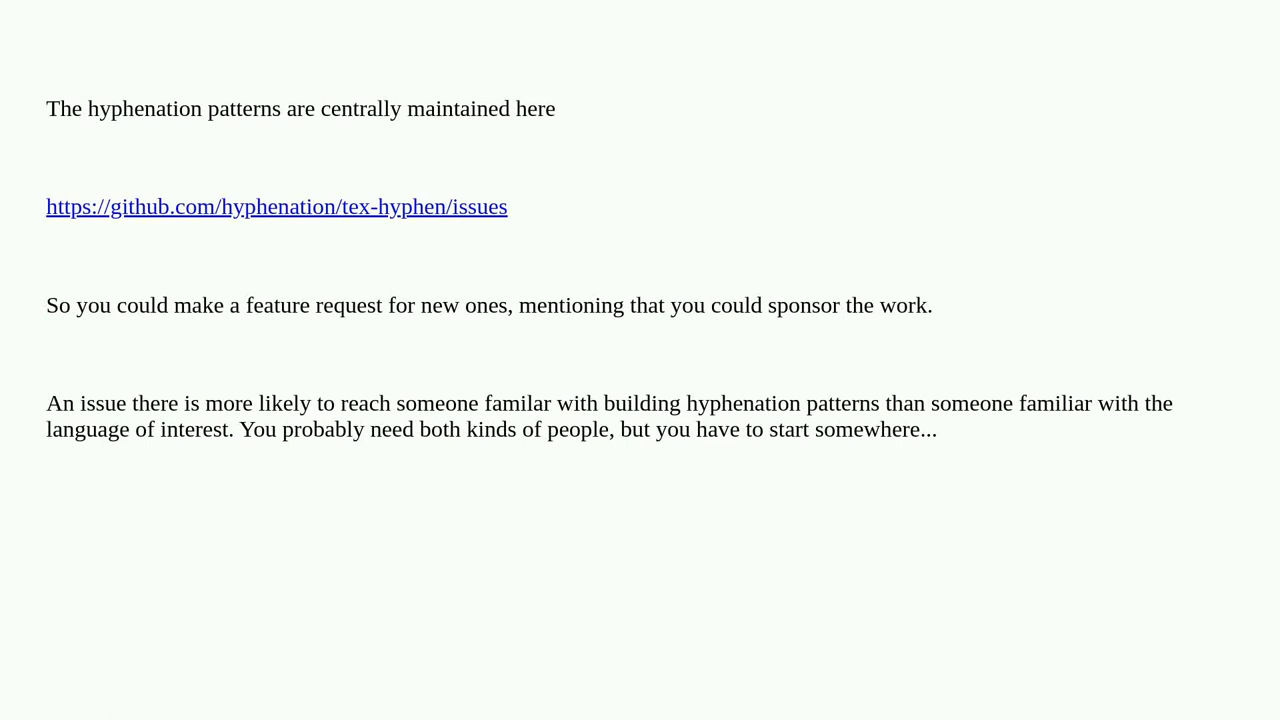 The hyphenation patterns are centrally maintained here
https://github.com/hyphenation/tex-hyphen/issues
So you could make a feature request for new ones, mentioning that you could sponsor the work.
An issue there is more likely to reach someone familar with building hyphenation patterns than someone familiar with the
language of interest. You probably need both kinds of people, but you have to start somewhere...